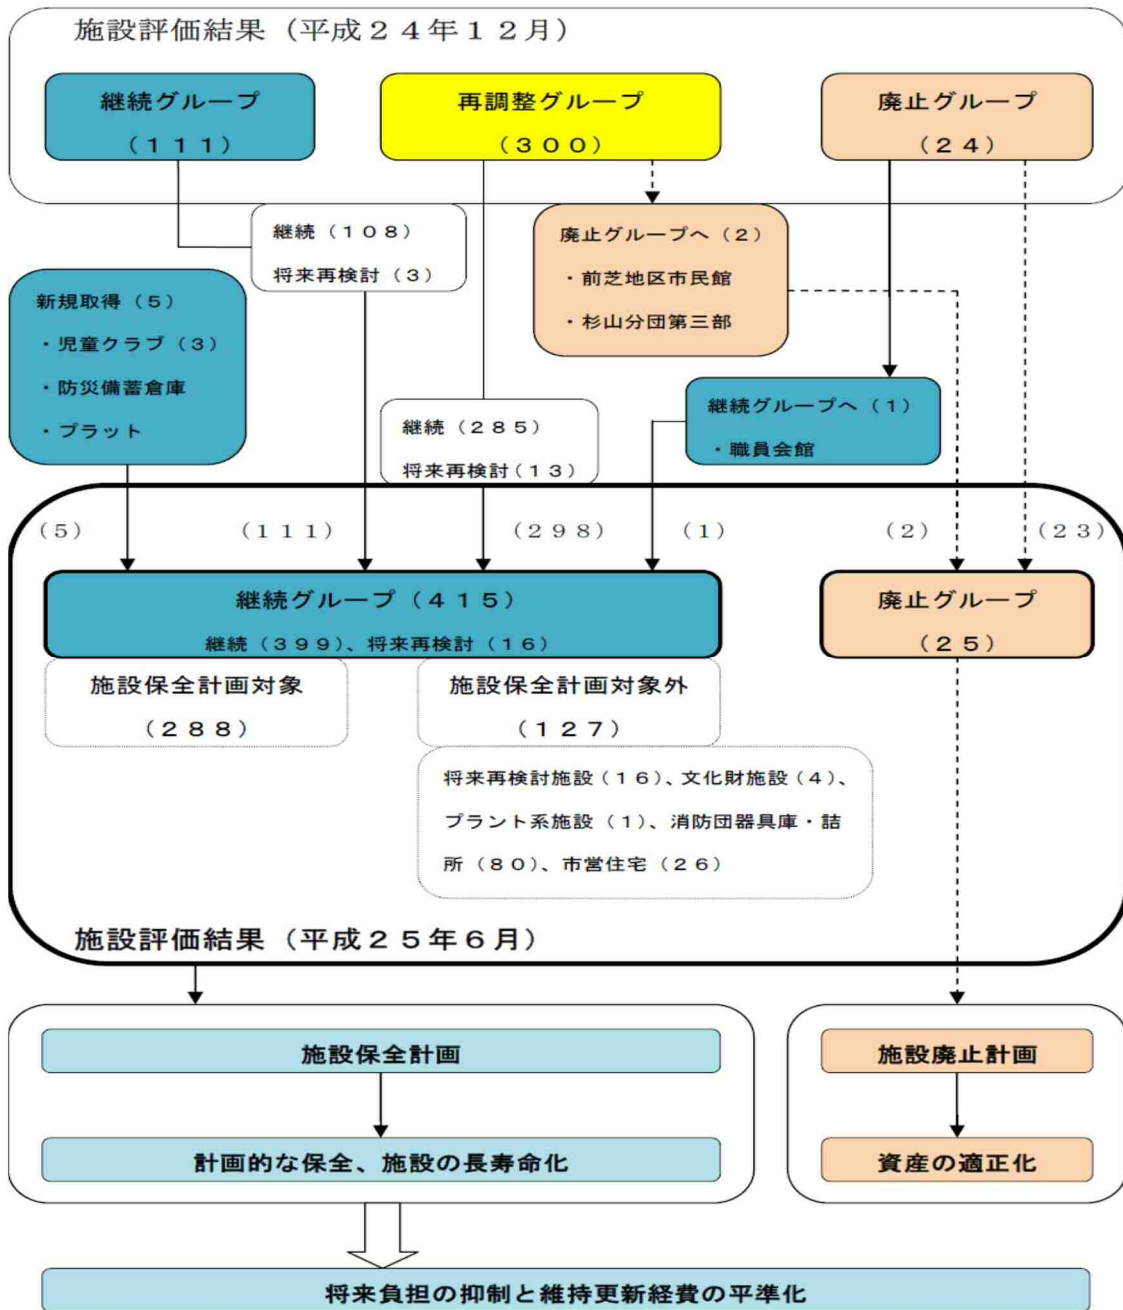 施設評価結果（平成２４年１２月）
継続グループ
（１１１）
再調整グループ
（３００）
廃止グループ
（２４）
継続（１０８）
将来再検討（３）
廃止グループへ（２）
・前芝地区市民館
・杉山分団第三部
新規取得（５）
・児童クラブ（３）
・防災備蓄倉庫
・プラット
継続（２８５）
将来再検討（１３）
継続グループへ（１）
・職員会館
（５）
（１１１）
（２９８）
（１）
（２）
（２３）
継続グループ（４１５）
継続（３９９）、将来再検討（１６）
廃止グループ
（２５）
施設保全計画対象
（２８８）
施設保全計画対象外
（１２７）
将来再検討施設（１６）、文化財施設（４）、
プラント系施設（１）、消防団器具庫・詰
所（８０）、市営住宅（２６）
施設評価結果（平成２５年６月）
施設保全計画
計画的な保全、施設の長寿命化
施設廃止計画
資産の適正化
将来負担の抑制と維持更新経費の平準化